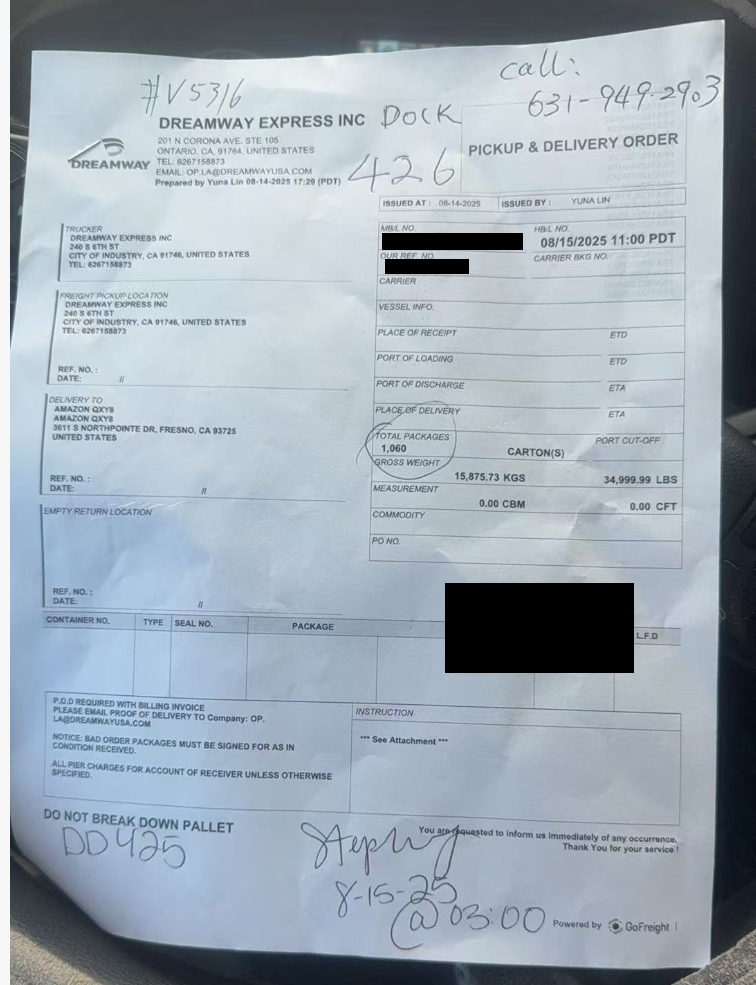 #V5316
call:
631-949-2903
DOCK
426
DREAMWAY
DREAMWAY EXPRESS INC
201 N CORONA AVE. STE 105
ONTARIO, CA, 91764, UNITED STATES
TEL: 6267158873
EMAIL: OP.LA@DREAMWAYUSA.COM
Prepared by Yuna Lin 08-14-2025 17:29 (PDT)
PICKUP & DELIVERY ORDER
ISSUED AT : 08-14-2025 ISSUED BY : YUNA LIN
TRUCKER
DREAMWAY EXPRESS INC
240 S 6TH ST
CITY OF INDUSTRY, CA 91746, UNITED STATES
TEL: 6267158873
FREIGHT PICKUP LOCATION
DREAMWAY EXPRESS INC
240 S 6TH ST
CITY OF INDUSTRY, CA 91746, UNITED STATES
TEL: 6267158873
REF. NO. :
DATE: //
DELIVERY TO
AMAZON QXY8
AMAZON QXY8
3611 S NORTHPOINTE DR, FRESNO, CA 93725
UNITED STATES
REF. NO. :
DATE: //
EMPTY RETURN LOCATION
REF. NO. :
DATE: //
MB/L NO. HB/L NO.
08/15/2025 11:00 PDT
OUR REF. NO. CARRIER BKG NO.
CARRIER
VESSEL INFO.
PLACE OF RECEIPT ETD
PORT OF LOADING ETD
PORT OF DISCHARGE ETA
PLACE OF DELIVERY ETA
TOTAL PACKAGES PORT CUT-OFF
1,060 CARTON(S)
GROSS WEIGHT
15,875.73 KGS 34,999.99 LBS
MEASUREMENT
0.00 CBM 0.00 CFT
COMMODITY
PO NO.
CONTAINER NO. TYPE SEAL NO. PACKAGE L.F.D
P.O.D REQUIRED WITH BILLING INVOICE
PLEASE EMAIL PROOF OF DELIVERY TO Company: OP.
LA@DREAMWAYUSA.COM
NOTICE: BAD ORDER PACKAGES MUST BE SIGNED FOR AS IN
CONDITION RECEIVED.
ALL PIER CHARGES FOR ACCOUNT OF RECEIVER UNLESS OTHERWISE
SPECIFIED.
INSTRUCTION
*** See Attachment ***
DO NOT BREAK DOWN PALLET
DD425
You are requested to inform us immediately of any occurrence.
Thank You for your service !
8-15-25
@ 03:00
Powered by GoFreight